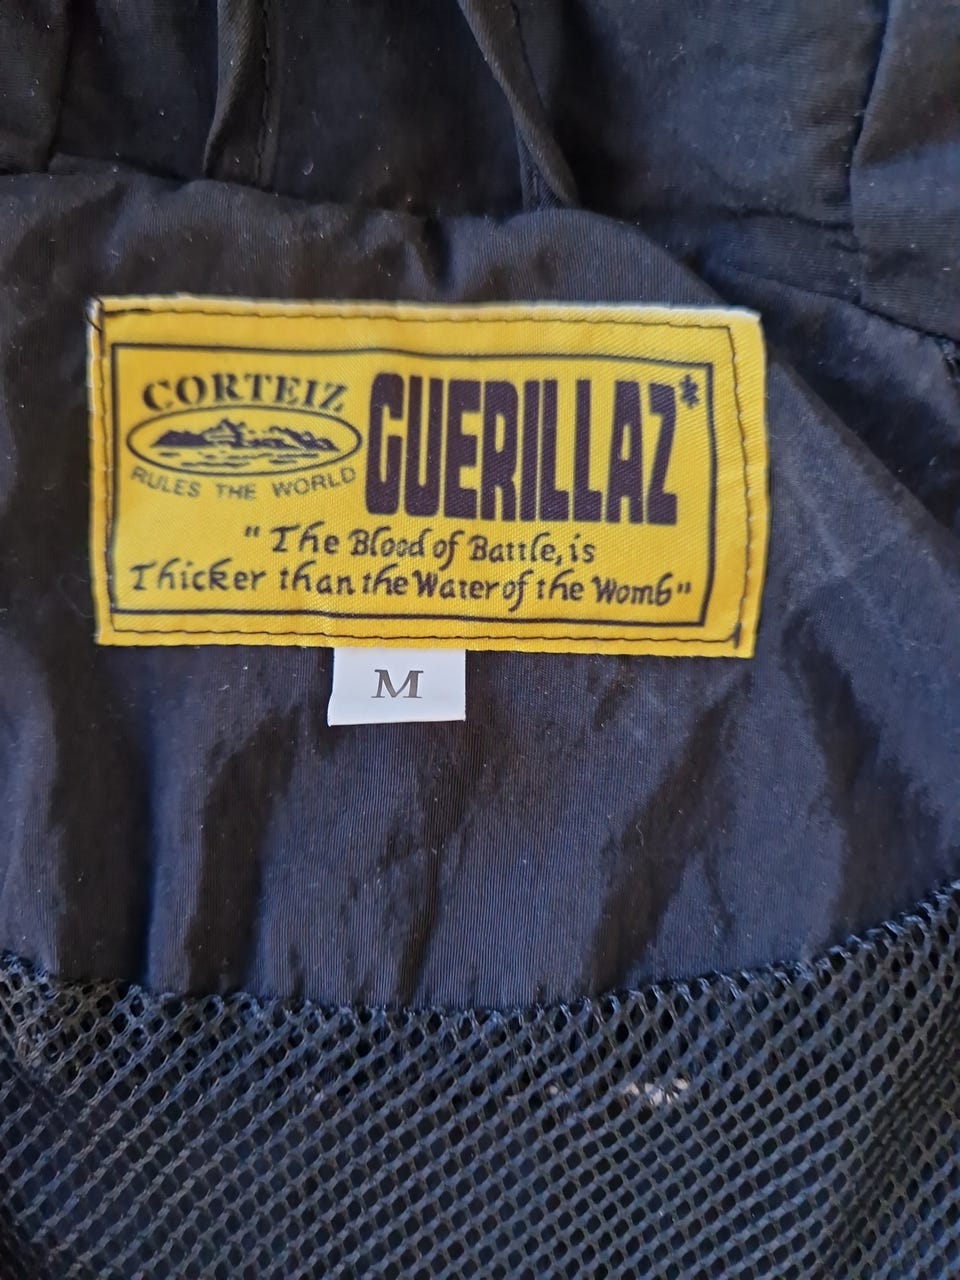 CORTEIZ
RULES THE WORLD
GUERILLAZ*
"The Blood of Battle, is
Thicker than the Water of the Womb"
M